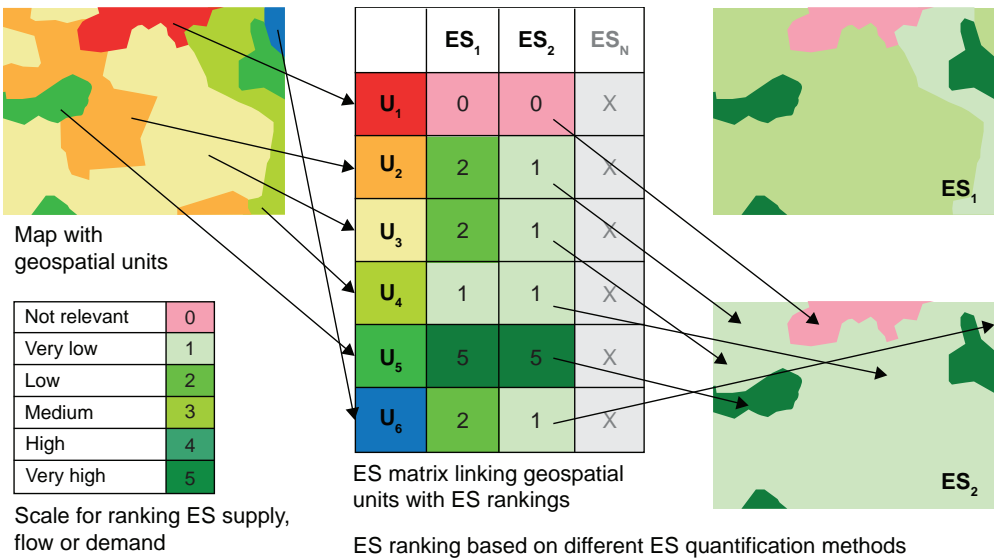 Map with
geospatial units
Not relevant 0
Very low 1
Low 2
Medium 3
High 4
Very high 5
Scale for ranking ES supply,
flow or demand
ES₁ ES₂ ES_N
U₁ 0 0 X
U₂ 2 1 X
U₃ 2 1 X
U₄ 1 1 X
U₅ 5 5 X
U₆ 2 1 X
ES matrix linking geospatial
units with ES rankings
ES₁
ES₂
ES ranking based on different ES quantification methods